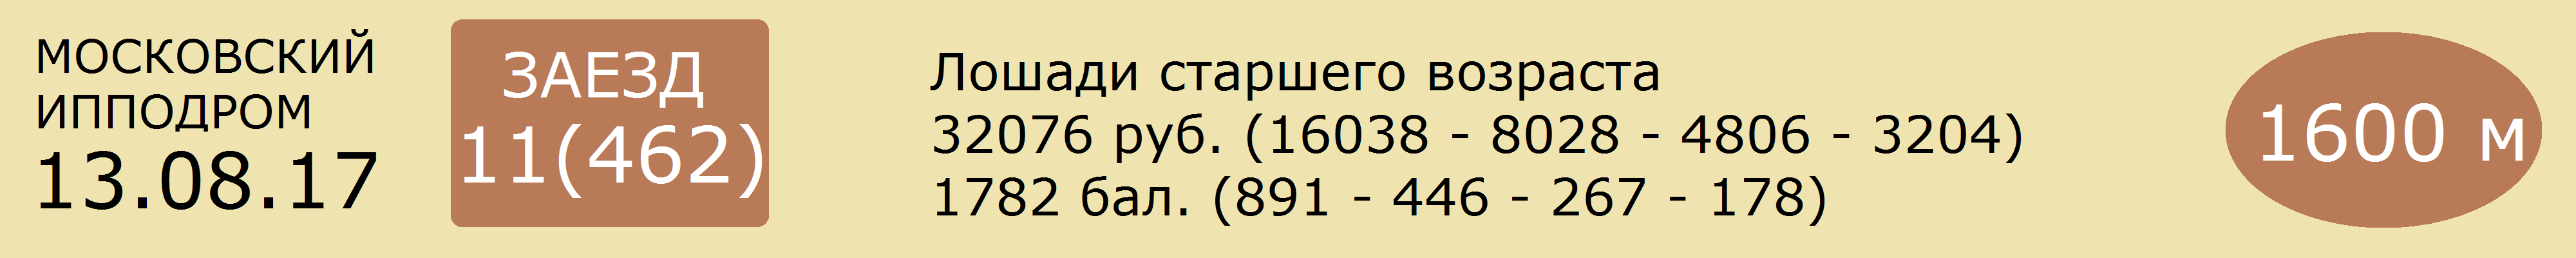 МОСКОВСКИЙ
ИППОДРОМ
13.08.17
ЗАЕЗД
11(462)
Лошади старшего возраста
32076 руб. (16038 - 8028 - 4806 - 3204)
1782 бал. (891 - 446 - 267 - 178)
1600 м